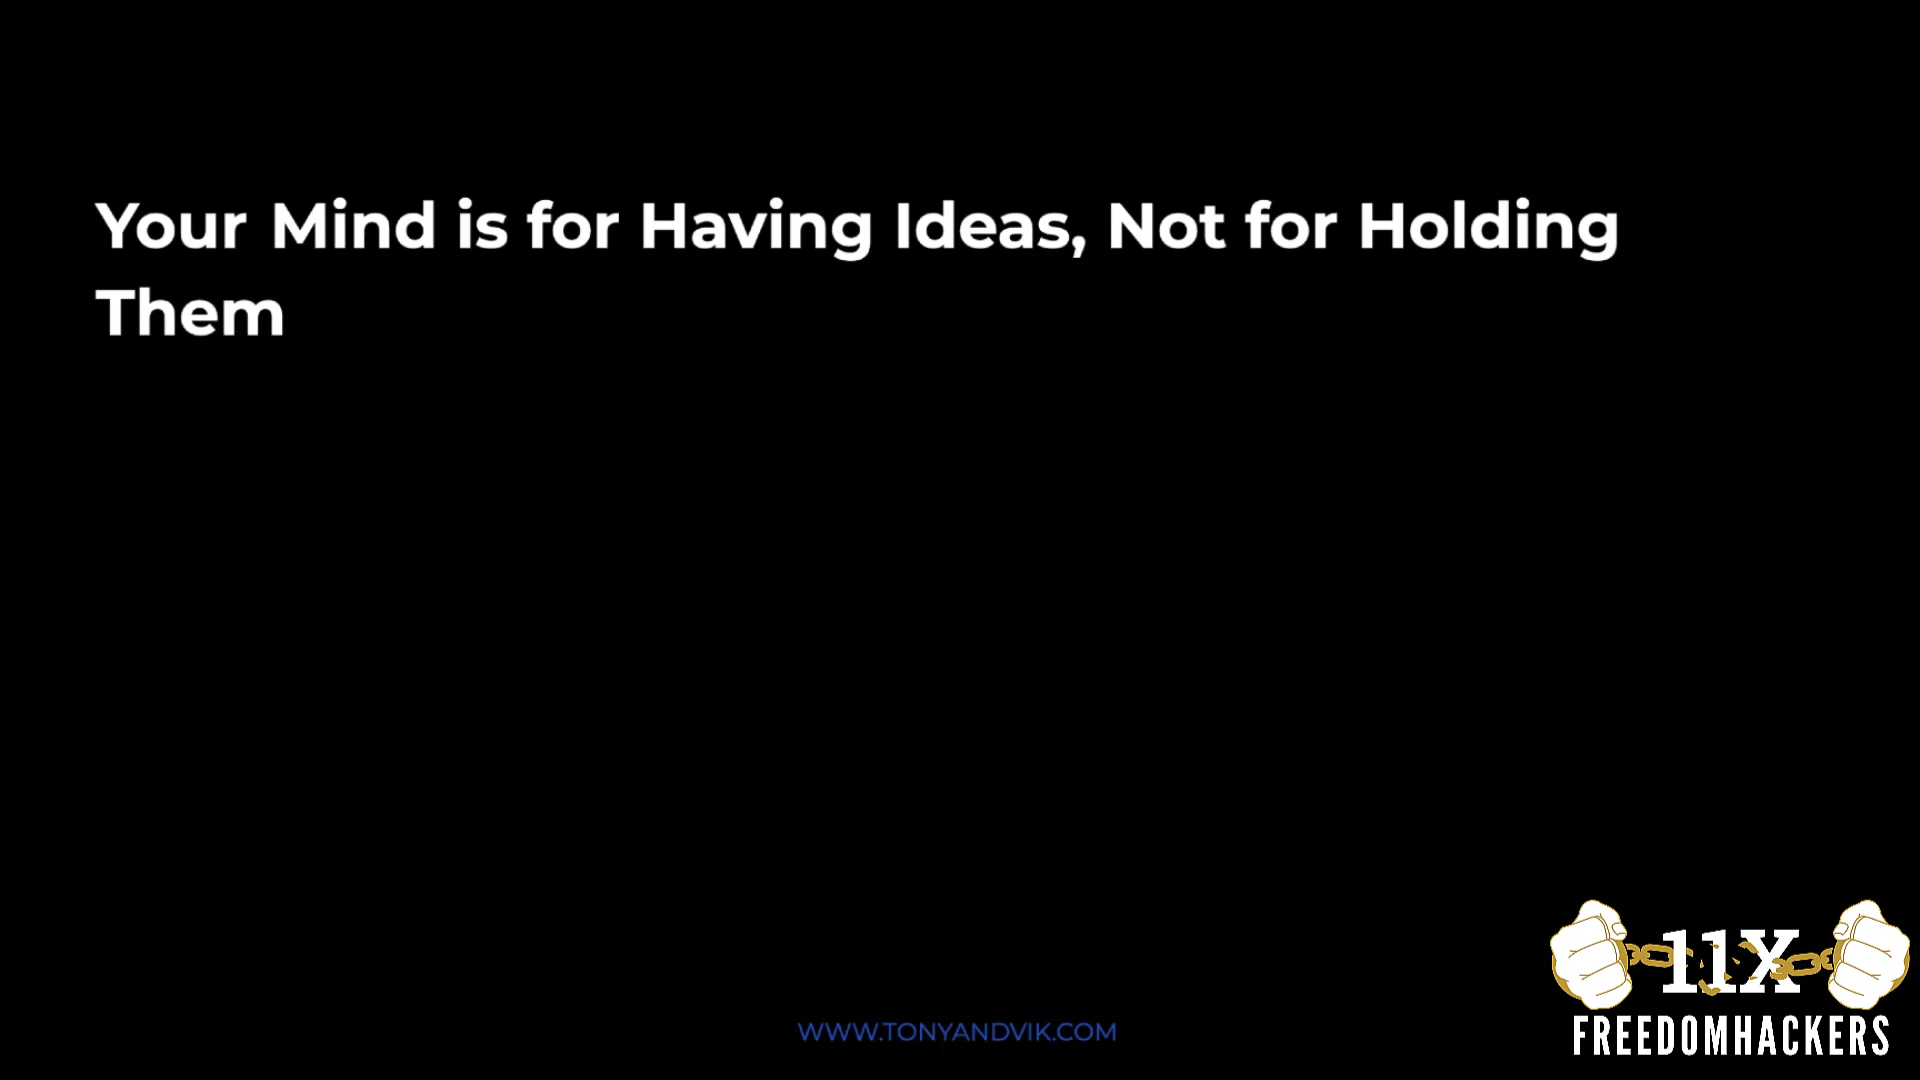 Your Mind is for Having Ideas, Not for Holding
Them
11X
FREEDOMHACKERS
WWW.TONYANDVIK.COM